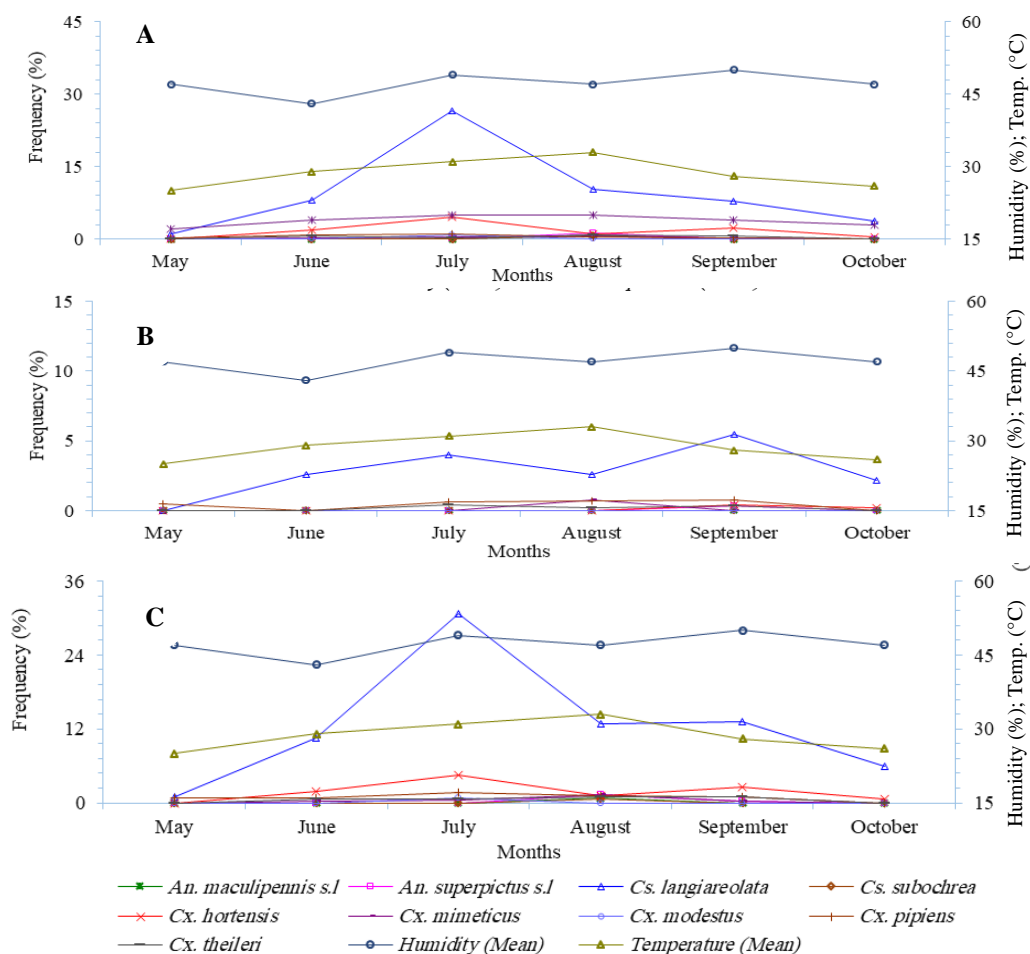 A
Frequency (%)
45
30
15
0
60
45
30
15
Humidity (%); Temp. (°C)
May June July August September October
Months
B
Frequency (%)
15
10
5
0
60
45
30
15
Humidity (%); Temp. (°C)
May June July August September October
Months
C
Frequency (%)
36
24
12
0
60
45
30
15
Humidity (%); Temp. (°C)
May June July August September October
Months
An. maculipennis s.l An. superpictus s.l Cs. langiareolata Cs. subochrea
Cx. hortensis Cx. mimeticus Cx. modestus Cx. pipiens
Cx. theileri Humidity (Mean) Temperature (Mean)